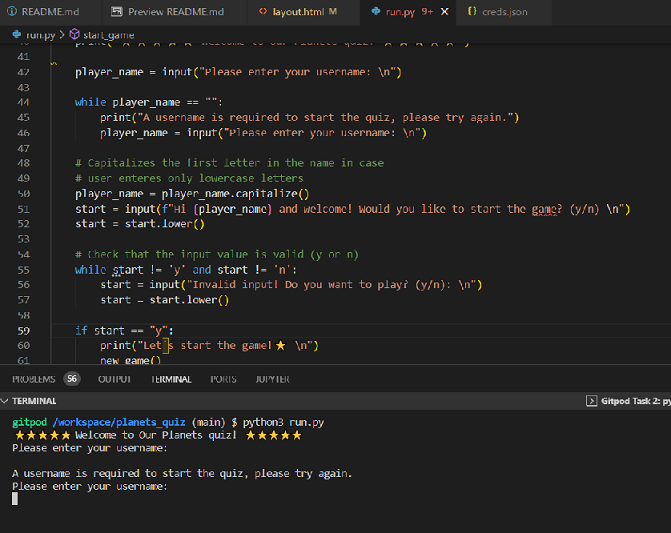 README.md Preview README.md layout.html M run.py 9+ creds.json
run.py > start_game
41
42 player_name = input("Please enter your username: \n")
43
44 while player_name == "":
45 print("A username is required to start the quiz, please try again.")
46 player_name = input("Please enter your username: \n")
47
48 # Capitalizes the first letter in the name in case
49 # user enteres only lowercase letters
50 player_name = player_name.capitalize()
51 start = input(f"Hi {player_name} and welcome! Would you like to start the game? (y/n) \n")
52 start = start.lower()
53
54 # Check that the input value is valid (y or n)
55 while start != 'y' and start != 'n':
56 start = input("Invalid input! Do you want to play? (y/n): \n")
57 start = start.lower()
58
59 if start == "y":
60 print("Let`s start the game!⭐ \n")
61 new_game()
PROBLEMS 56 OUTPUT TERMINAL PORTS JUPYTER
TERMINAL Gitpod Task 2: py
gitpod /workspace/planets_quiz (main) $ python3 run.py
⭐⭐⭐⭐⭐ Welcome to Our Planets quiz! ⭐⭐⭐⭐⭐
Please enter your username:
A username is required to start the quiz, please try again.
Please enter your username: